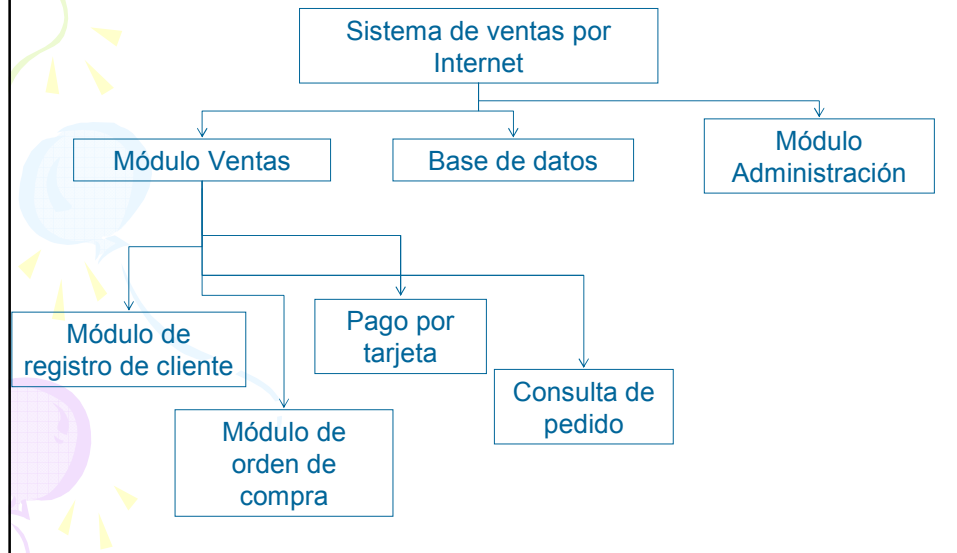 Sistema de ventas por
Internet
Módulo Ventas
Base de datos
Módulo
Administración
Módulo de
registro de cliente
Pago por
tarjeta
Consulta de
pedido
Módulo de
orden de
compra